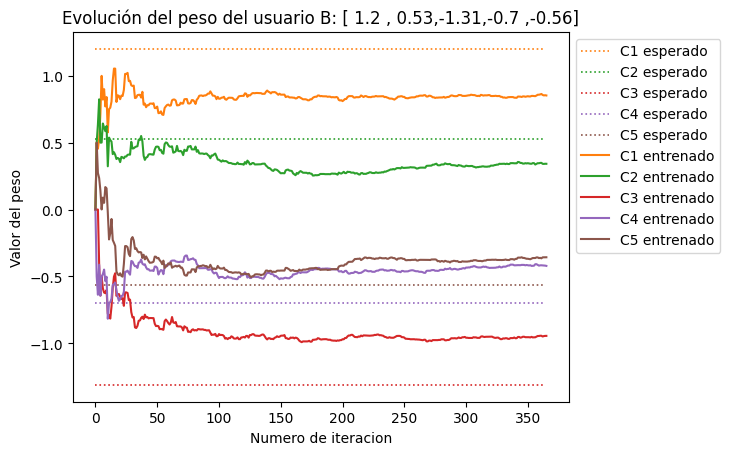 Evolución del peso del usuario B: [ 1.2 , 0.53,-1.31,-0.7 ,-0.56]
C1 esperado
C2 esperado
C3 esperado
C4 esperado
C5 esperado
C1 entrenado
C2 entrenado
C3 entrenado
C4 entrenado
C5 entrenado
Valor del peso
1.0
0.5
0.0
−0.5
−1.0
0
50
100
150
200
250
300
350
Numero de iteracion